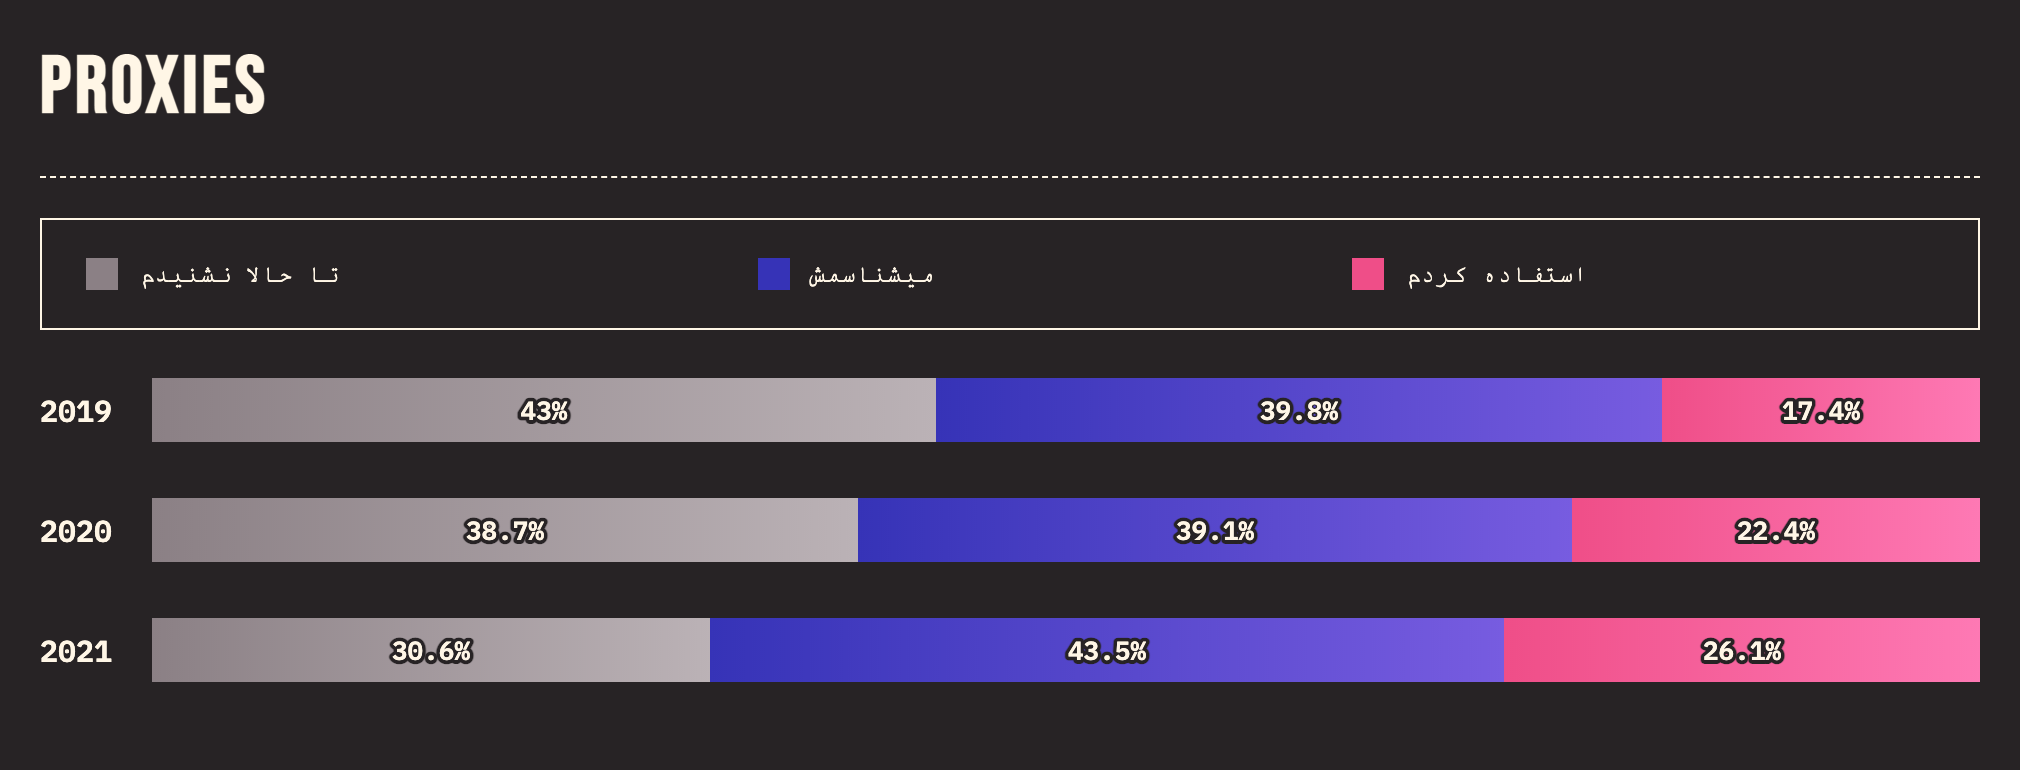 PROXIES
تا حالا نشنیدم
میشناسمش
استفاده کردم
2019 43% 39.8% 17.4%
2020 38.7% 39.1% 22.4%
2021 30.6% 43.5% 26.1%